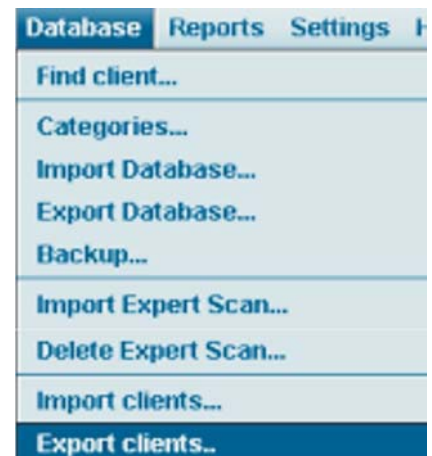 Database Reports Settings H
Find client...
Categories...
Import Database...
Export Database...
Backup...
Import Expert Scan...
Delete Expert Scan...
Import clients...
Export clients..